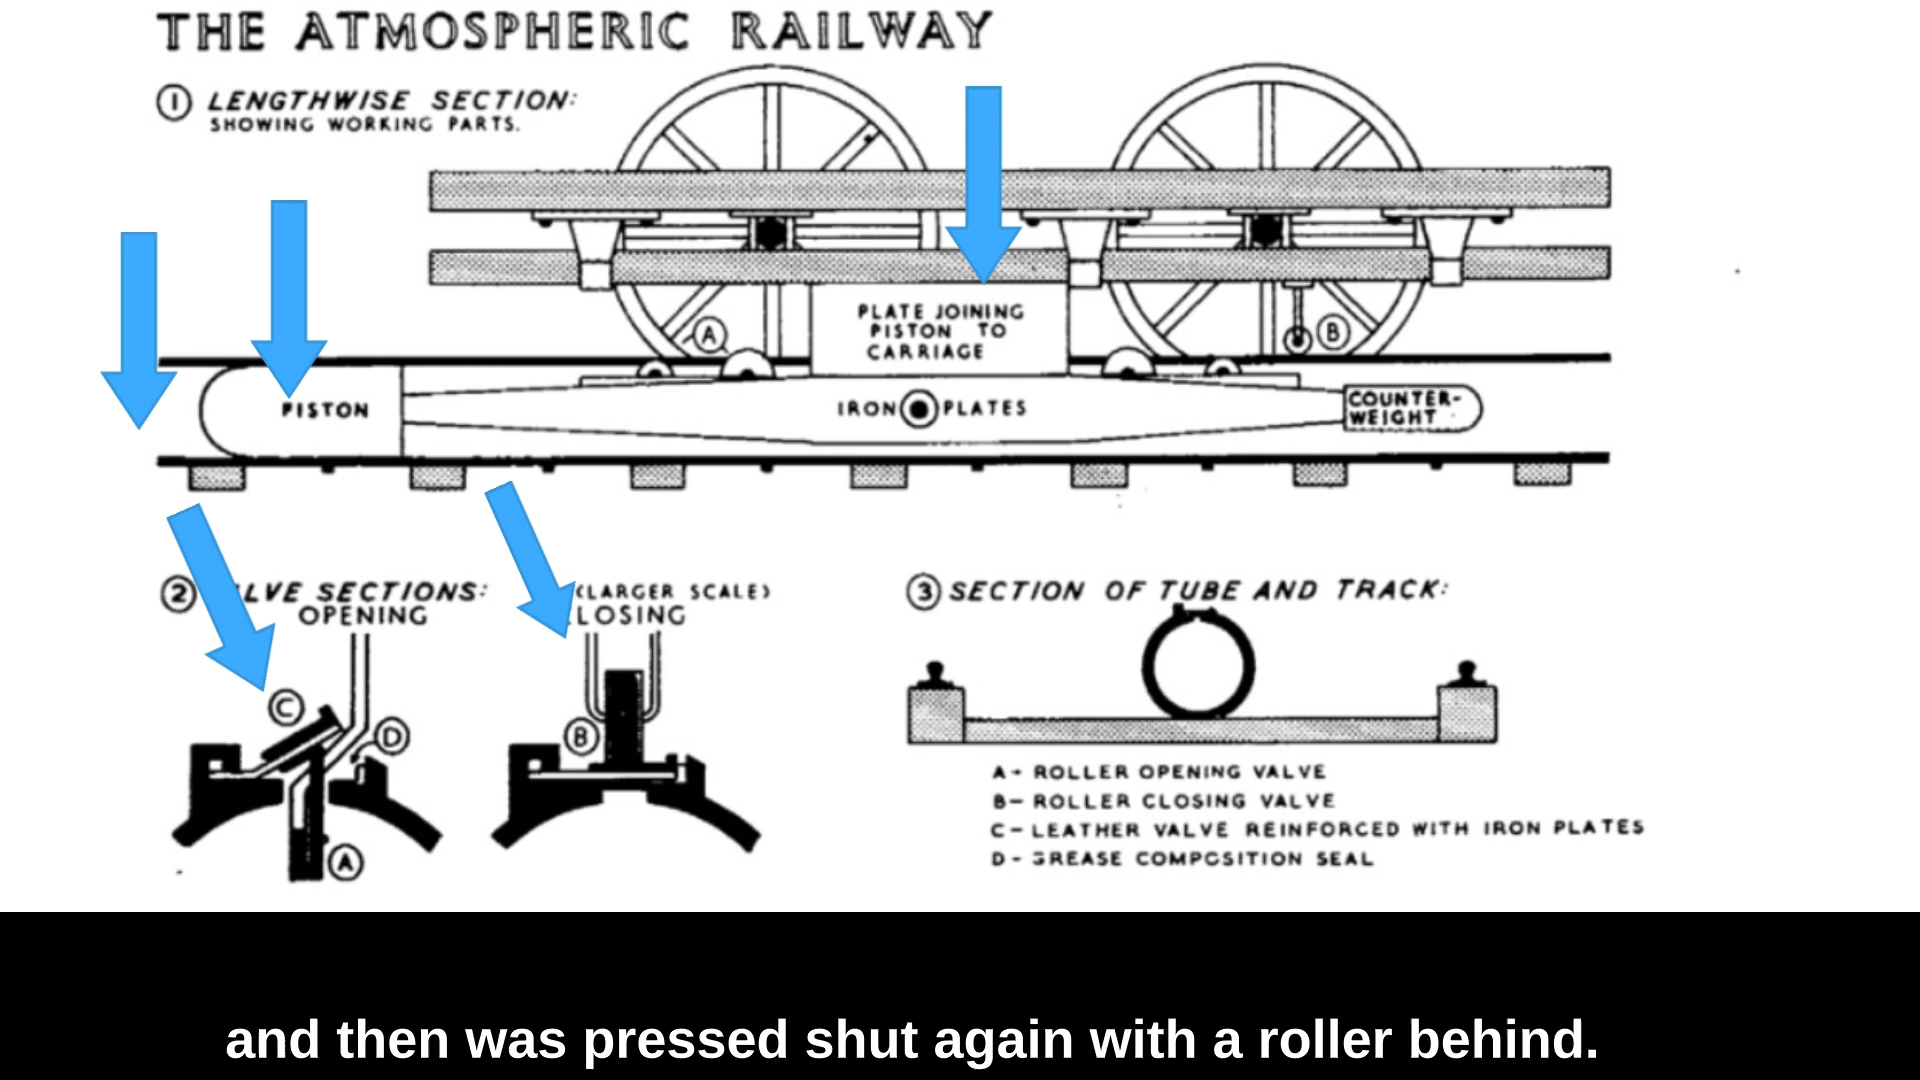 THE ATMOSPHERIC RAILWAY
1 LENGTHWISE SECTION:
SHOWING WORKING PARTS.
A
PLATE JOINING
PISTON TO
CARRIAGE
B
PISTON
IRON PLATES
COUNTER-
WEIGHT
2 ALVE SECTIONS: (LARGER SCALE)
OPENING
LOSING
C
D
A
B
3 SECTION OF TUBE AND TRACK:
A - ROLLER OPENING VALVE
B - ROLLER CLOSING VALVE
C - LEATHER VALVE REINFORCED WITH IRON PLATES
D - GREASE COMPOSITION SEAL
and then was pressed shut again with a roller behind.